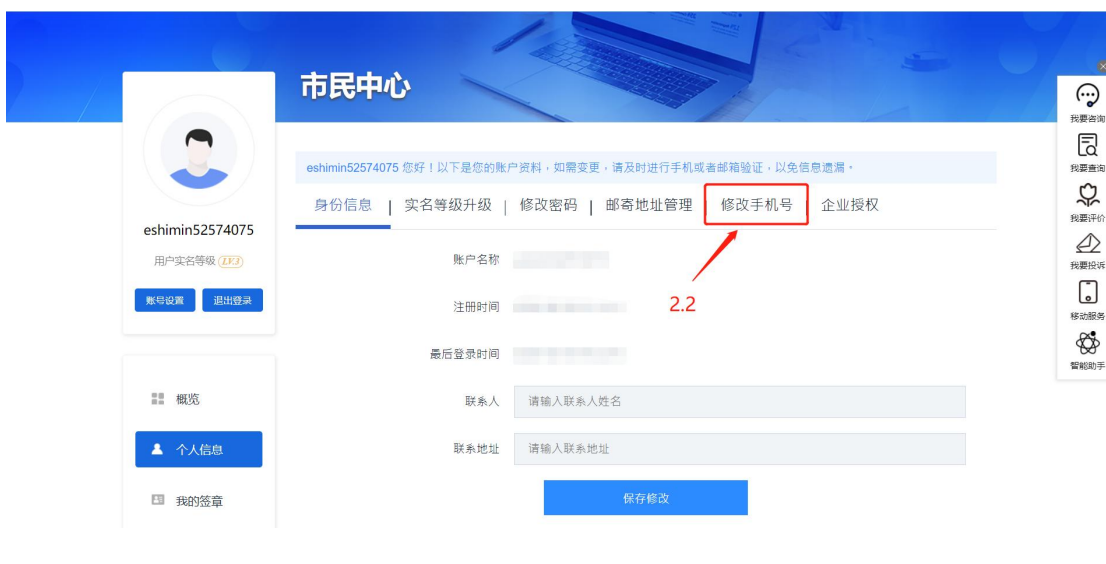 市民中心
eshimin52574075 您好！以下是您的账户资料，如需变更，请及时进行手机或者邮箱验证，以免信息遗漏。
身份信息 | 实名等级升级 | 修改密码 | 邮寄地址管理 | 修改手机号 | 企业授权
eshimin52574075
用户实名等级 LV3
账号设置 退出登录
账户名称
注册时间
最后登录时间
联系人 请输入联系人姓名
联系地址 请输入联系地址
保存修改
2.2
概览
个人信息
我的签章
我要咨询
我要查询
我要评价
我要投诉
移动服务
智能助手